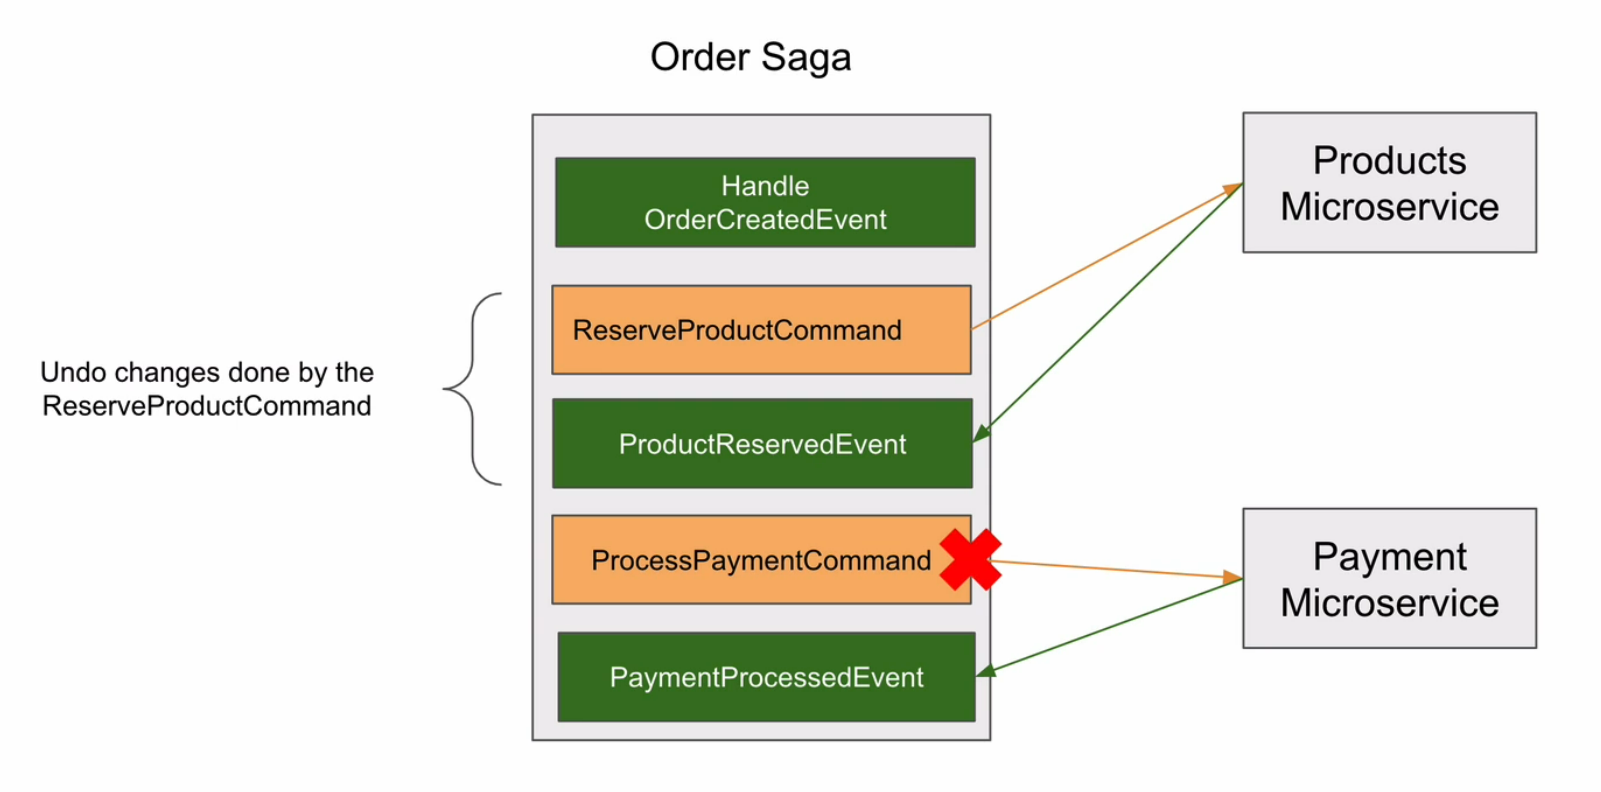 Order Saga
Handle
OrderCreatedEvent
Products
Microservice
ReserveProductCommand
Undo changes done by the
ReserveProductCommand
ProductReservedEvent
ProcessPaymentCommand
Payment
Microservice
PaymentProcessedEvent